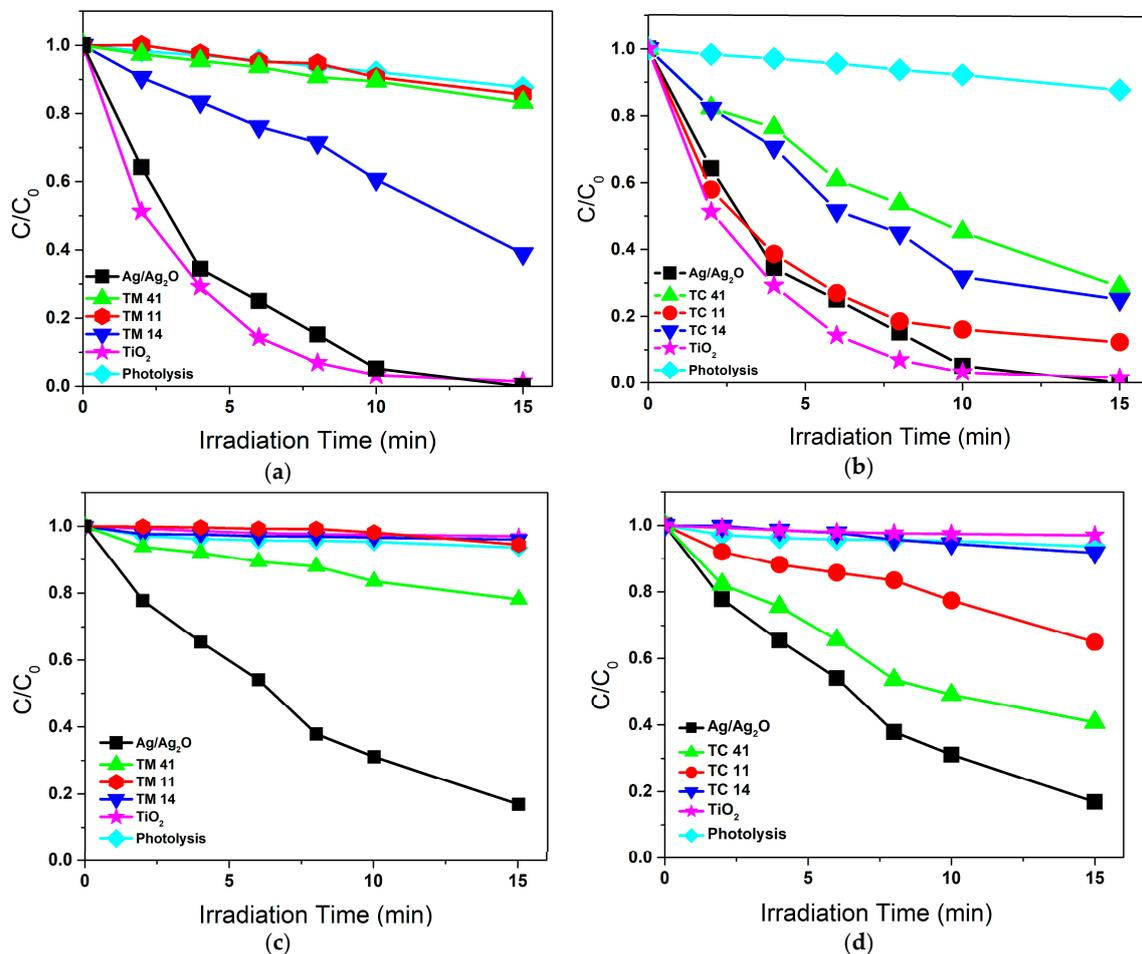 1.0
0.8
0.6
0.4
0.2
0.0
C/C₀
Ag/Ag₂O
TM 41
TM 11
TM 14
TiO₂
Photolysis
0 5 10 15
Irradiation Time (min)
(a)
1.0
0.8
0.6
0.4
0.2
0.0
C/C₀
Ag/Ag₂O
TC 41
TC 11
TC 14
TiO₂
Photolysis
0 5 10 15
Irradiation Time (min)
(b)
1.0
0.8
0.6
0.4
0.2
0.0
C/C₀
Ag/Ag₂O
TM 41
TM 11
TM 14
TiO₂
Photolysis
0 5 10 15
Irradiation Time (min)
(c)
1.0
0.8
0.6
0.4
0.2
0.0
C/C₀
Ag/Ag₂O
TC 41
TC 11
TC 14
TiO₂
Photolysis
0 5 10 15
Irradiation Time (min)
(d)